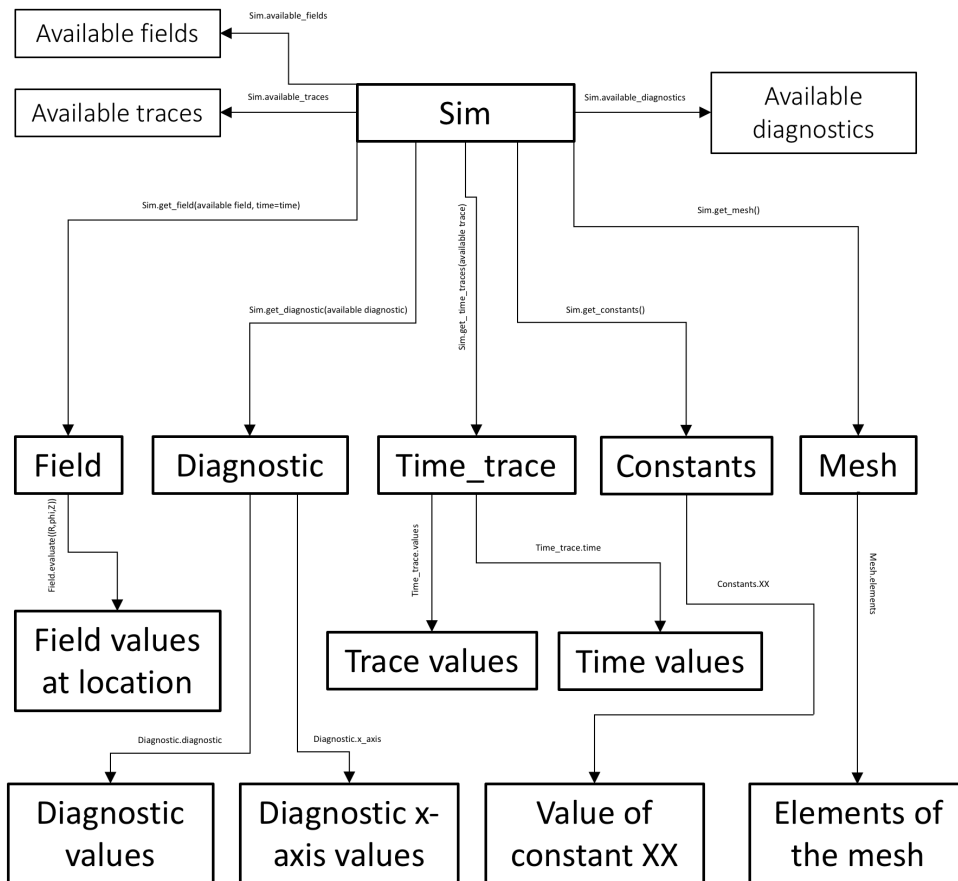 Sim.available_fields
Available fields
Sim.available_traces
Available traces
Sim
Sim.available_diagnostics
Available
diagnostics
Sim.get_field(available field, time=time)
Sim.get_mesh()
Sim.get_diagnostic(available diagnostic)
Sim.get_ time_traces(available trace)
Sim.get_constants()
Field
Diagnostic
Time_trace
Constants
Mesh
Field.evaluate((R,phi,Z))
Time_trace.values
Time_trace.time
Constants.XX
Mesh.elements
Field values
at location
Trace values
Time values
Diagnostic.diagnostic
Diagnostic.x_axis
Diagnostic
values
Diagnostic x-
axis values
Value of
constant XX
Elements of
the mesh